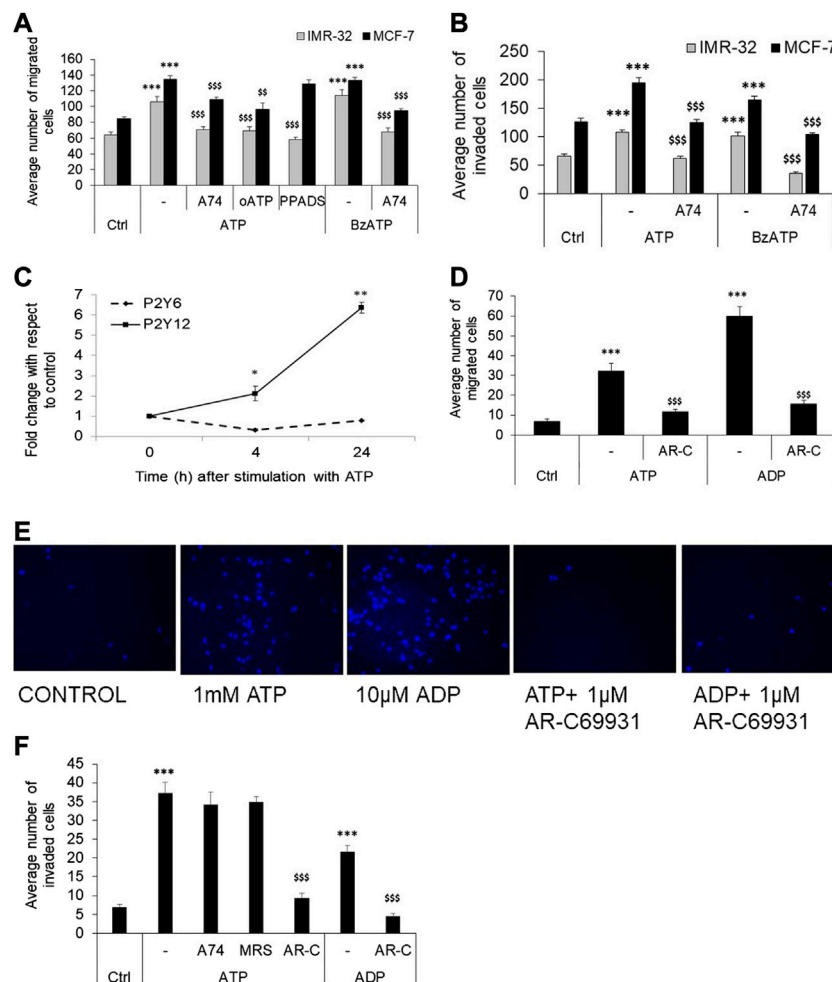 A
IMR-32 MCF-7
Average number of migrated
cells
160
140
120
100
80
60
40
20
0
*** *** $$$ $$$ $$$ $$ $$$ *** *** $$$ $$$
- A74 oATP PPADS - A74
Ctrl ATP BzATP
B
IMR-32 MCF-7
Average number of
invaded cells
250
200
150
100
50
0
*** *** $$$ $$$ *** *** $$$ $$$
- A74 - A74
Ctrl ATP BzATP
C
P2Y6
P2Y12
Fold change with respect
to control
7
6
5
4
3
2
1
0
* **
0 4 24
Time (h) after stimulation with ATP
D
Average number of
migrated cells
70
60
50
40
30
20
10
0
*** $$$ *** $$$
- AR-C - AR-C
Ctrl ATP ADP
E
CONTROL
1mM ATP
10µM ADP
ATP+ 1µM
AR-C69931
ADP+ 1µM
AR-C69931
F
Average number of
invaded cells
45
40
35
30
25
20
15
10
5
0
*** $$$ *** $$$
- A74 MRS AR-C - AR-C
Ctrl ATP ADP